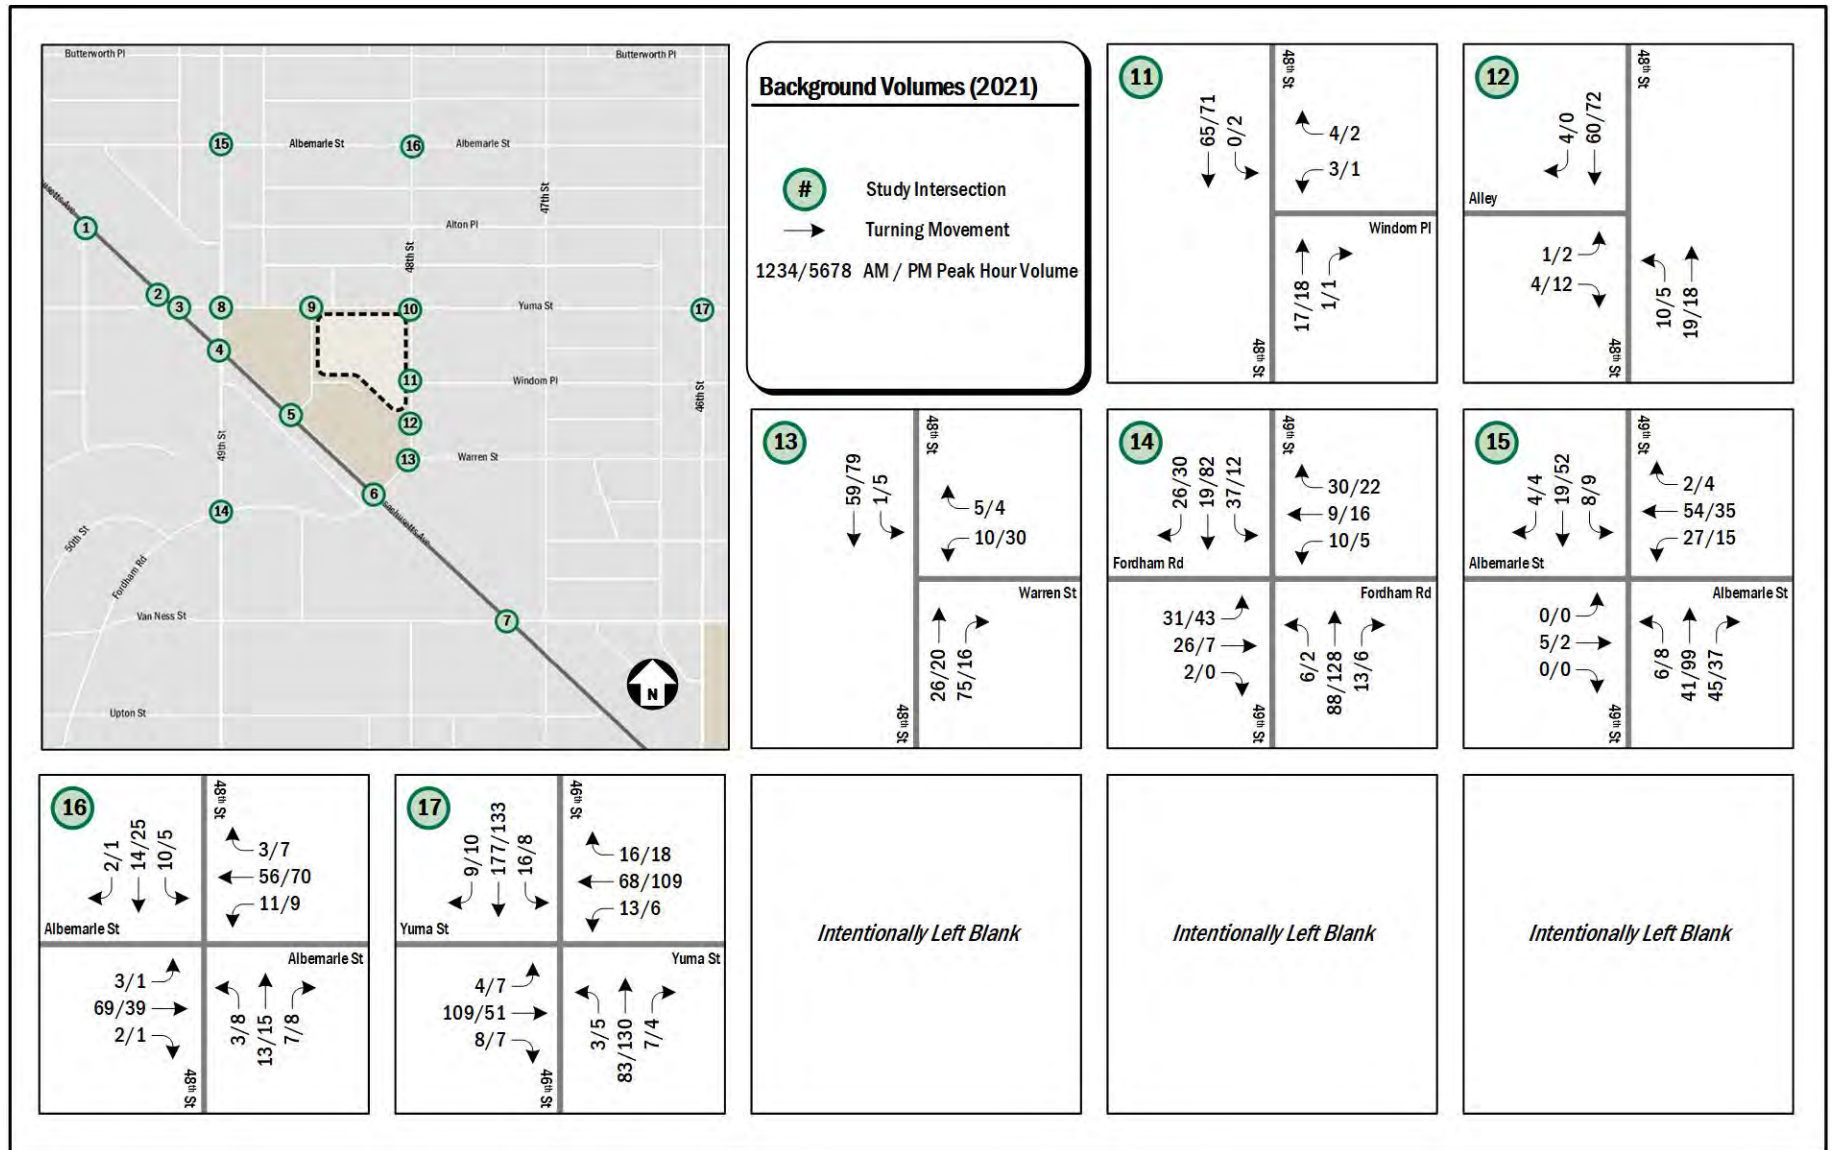 Butterworth Pl
Butterworth Pl
15
Albemarle St
16
Albemarle St
47th St
1
Alton Pl
48th St
2
3
8
9
10
Yuma St
17
4
11
Windom Pl
46th St
5
12
49th St
13
Warren St
6
14
50th St
Fordham Rd
Van Ness St
7
N
Upton St
Background Volumes (2021)
#
Study Intersection
Turning Movement
1234/5678 AM / PM Peak Hour Volume
11
48th St
65/71
0/2
4/2
3/1
Windom Pl
17/18
1/1
48th St
12
48th St
4/0
60/72
Alley
1/2
4/12
10/5
19/18
48th St
13
48th St
59/79
1/5
5/4
10/30
Warren St
26/20
75/16
48th St
14
49th St
26/30
19/82
37/12
30/22
9/16
10/5
Fordham Rd
Fordham Rd
31/43
26/7
2/0
6/2
88/128
13/6
49th St
15
49th St
4/4
19/52
8/9
2/4
54/35
27/15
Albemarle St
Albemarle St
0/0
5/2
0/0
6/8
41/99
45/37
49th St
16
48th St
2/1
14/25
10/5
3/7
56/70
11/9
Albemarle St
Albemarle St
3/1
69/39
2/1
3/8
13/15
7/8
48th St
17
46th St
9/10
177/133
16/8
16/18
68/109
13/6
Yuma St
Yuma St
4/7
109/51
8/7
3/5
83/130
7/4
46th St
Intentionally Left Blank
Intentionally Left Blank
Intentionally Left Blank